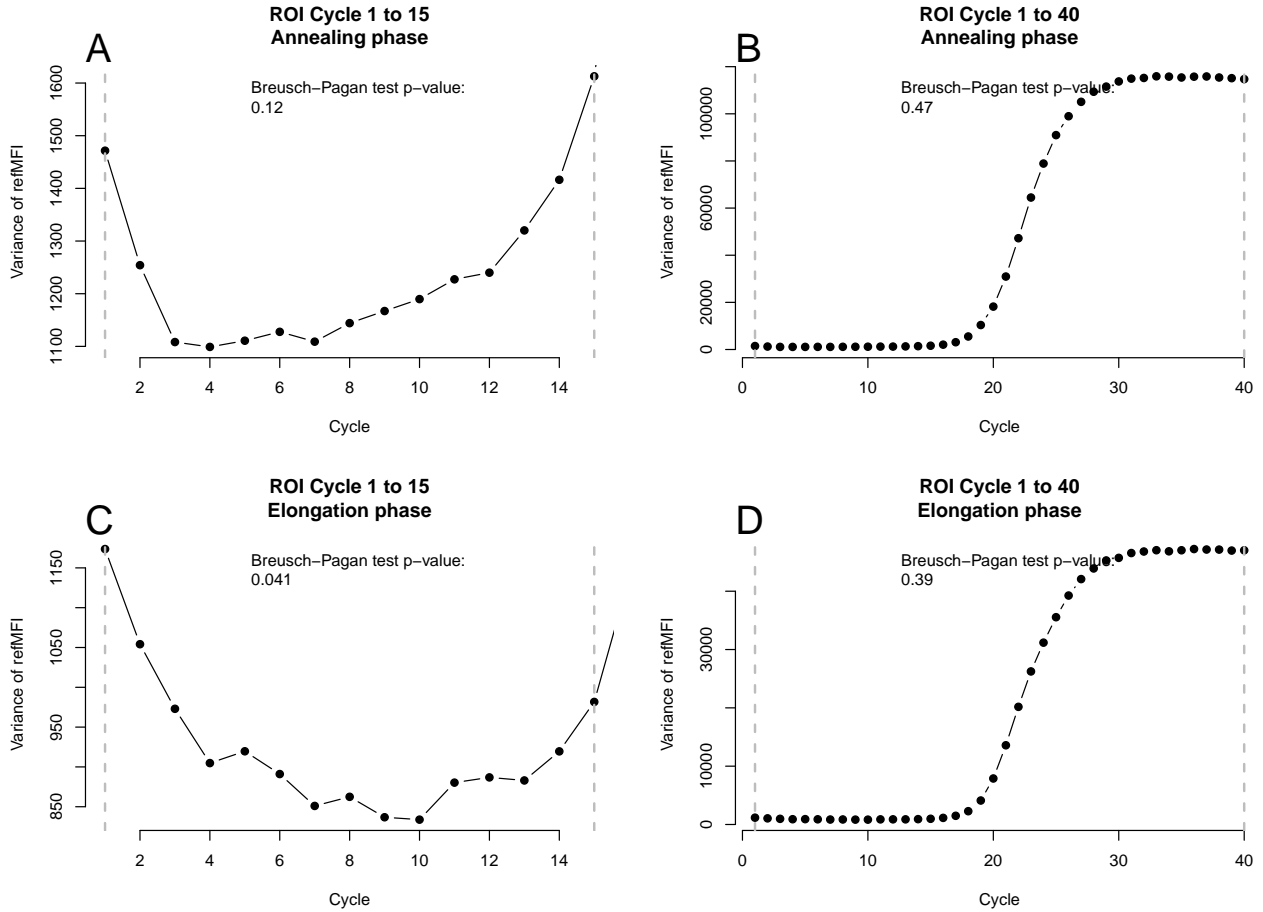 A
ROI Cycle 1 to 15
Annealing phase
Breusch−Pagan test p−value:
0.12
Variance of refMFI
1100
1200
1300
1400
1500
1600
2 4 6 8 10 12 14
Cycle
B
ROI Cycle 1 to 40
Annealing phase
Breusch−Pagan test p−value:
0.47
Variance of refMFI
0
20000
60000
100000
0 10 20 30 40
Cycle
C
ROI Cycle 1 to 15
Elongation phase
Breusch−Pagan test p−value:
0.041
Variance of refMFI
850
950
1050
1150
2 4 6 8 10 12 14
Cycle
D
ROI Cycle 1 to 40
Elongation phase
Breusch−Pagan test p−value:
0.39
Variance of refMFI
0
10000
30000
0 10 20 30 40
Cycle